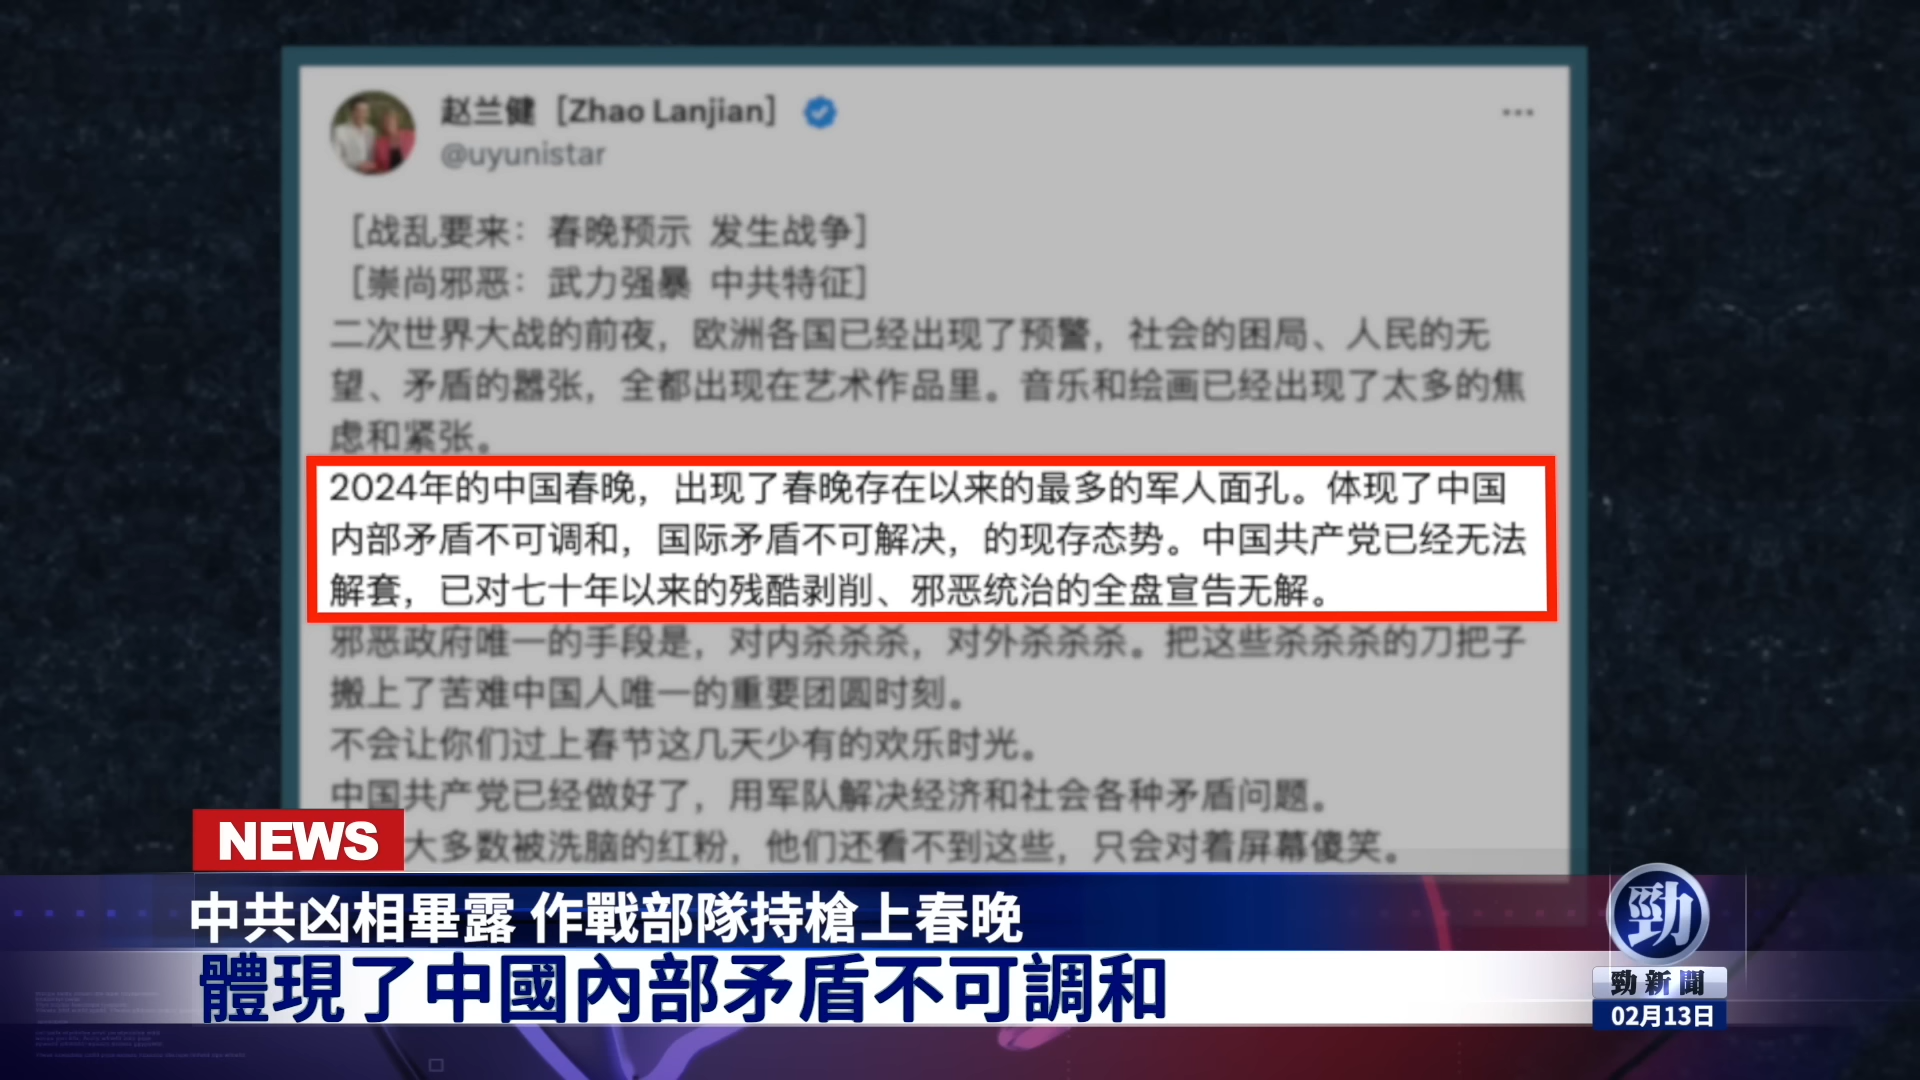 赵兰健［Zhao Lanjian］
@uyunistar
［战乱要来：春晚预示 发生战争］
［崇尚邪恶：武力强暴 中共特征］
二次世界大战的前夜，欧洲各国已经出现了预警，社会的困局、人民的无
望、矛盾的嚣张，全都出现在艺术作品里。音乐和绘画已经出现了太多的焦
虑和紧张。
2024年的中国春晚，出现了春晚存在以来的最多的军人面孔。体现了中国
内部矛盾不可调和，国际矛盾不可解决，的现存态势。中国共产党已经无法
解套，已对七十年以来的残酷剥削、邪恶统治的全盘宣告无解。
邪恶政府唯一的手段是，对内杀杀杀，对外杀杀杀。把这些杀杀杀的刀把子
搬上了苦难中国人唯一的重要团圆时刻。
不会让你们过上春节这几天少有的欢乐时光。
中国共产党已经做好了，用军队解决经济和社会各种矛盾问题。
大多数被洗脑的红粉，他们还看不到这些，只会对着屏幕傻笑。
NEWS
中共凶相畢露 作戰部隊持槍上春晚
體現了中國內部矛盾不可調和
勁
勁新聞
02月13日